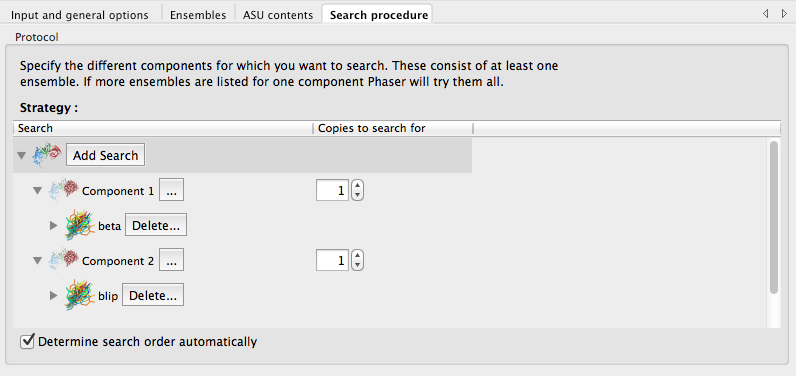 Input and general options Ensembles ASU contents Search procedure
Protocol
Specify the different components for which you want to search. These consist of at least one
ensemble. If more ensembles are listed for one component Phaser will try them all.
Strategy :
Search Copies to search for
Add Search
Component 1 ... 1
beta Delete...
Component 2 ... 1
blip Delete...
Determine search order automatically